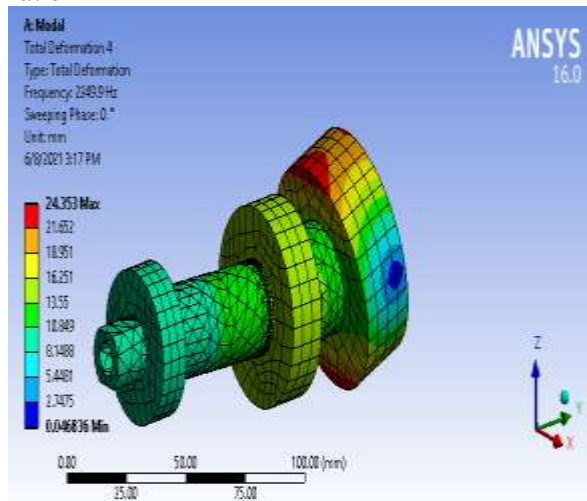 A: Modal
Total Deformation 4
Type: Total Deformation
Frequency: 2349.9 Hz
Sweeping Phase: 0. °
Unit: mm
6/8/2021 3:17 PM
ANSYS
16.0
24.353 Max
21.652
18.951
16.251
13.55
10.849
8.1488
5.4481
2.7475
0.046836 Min
Z
Y
X
0.00
50.00
100.00 (mm)
25.00
75.00